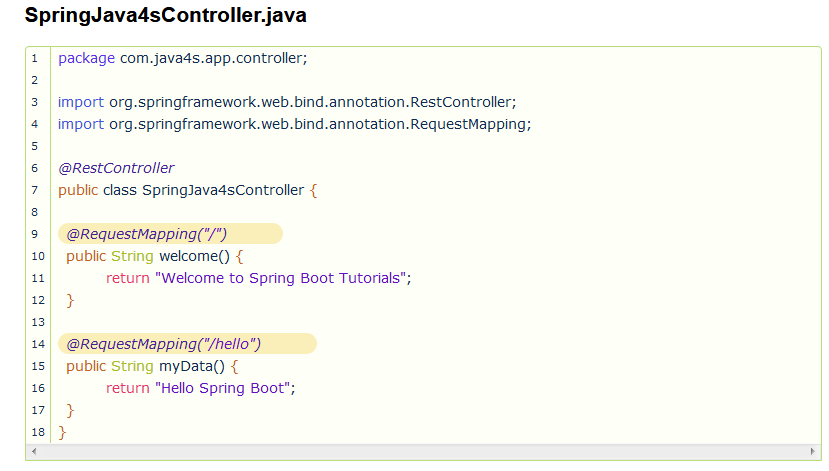 SpringJava4sController.java
1 package com.java4s.app.controller;
2
3 import org.springframework.web.bind.annotation.RestController;
4 import org.springframework.web.bind.annotation.RequestMapping;
5
6 @RestController
7 public class SpringJava4sController {
8
9 @RequestMapping("/")
10 public String welcome() {
11 return "Welcome to Spring Boot Tutorials";
12 }
13
14 @RequestMapping("/hello")
15 public String myData() {
16 return "Hello Spring Boot";
17 }
18 }